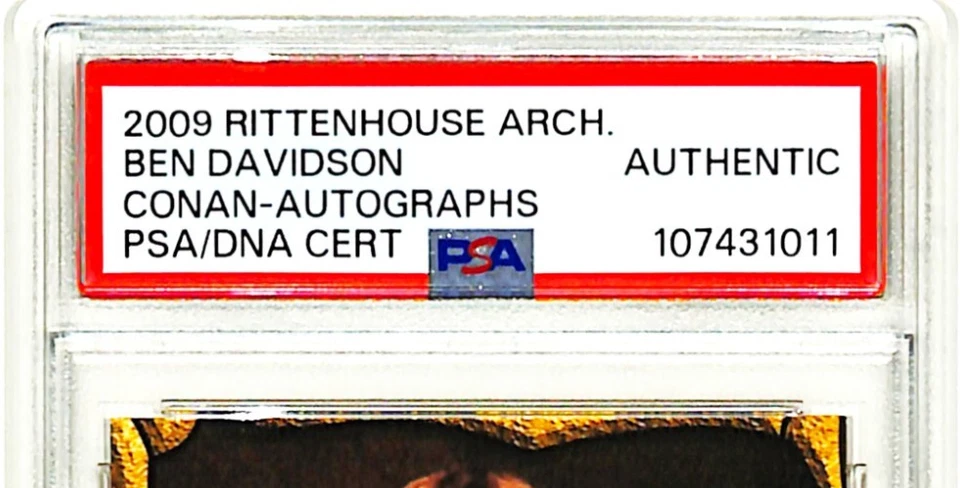 2009 RITTENHOUSE ARCH.
BEN DAVIDSON AUTHENTIC
CONAN-AUTOGRAPHS
PSA/DNA CERT PSA 107431011